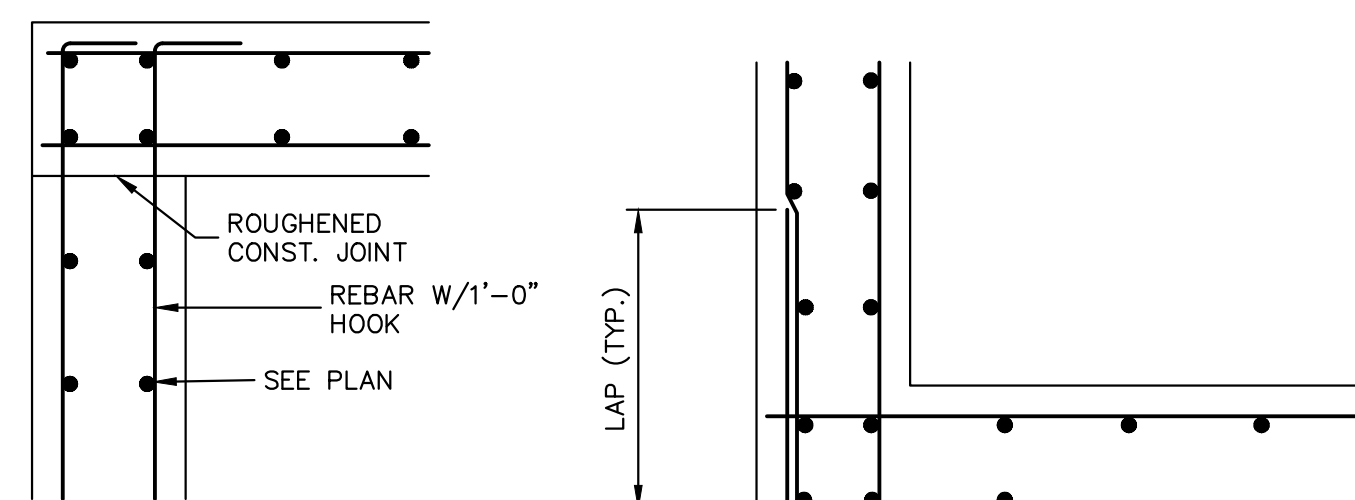 ROUGHENED
CONST. JOINT
REBAR W/1'-0"
HOOK
SEE PLAN
LAP (TYP.)